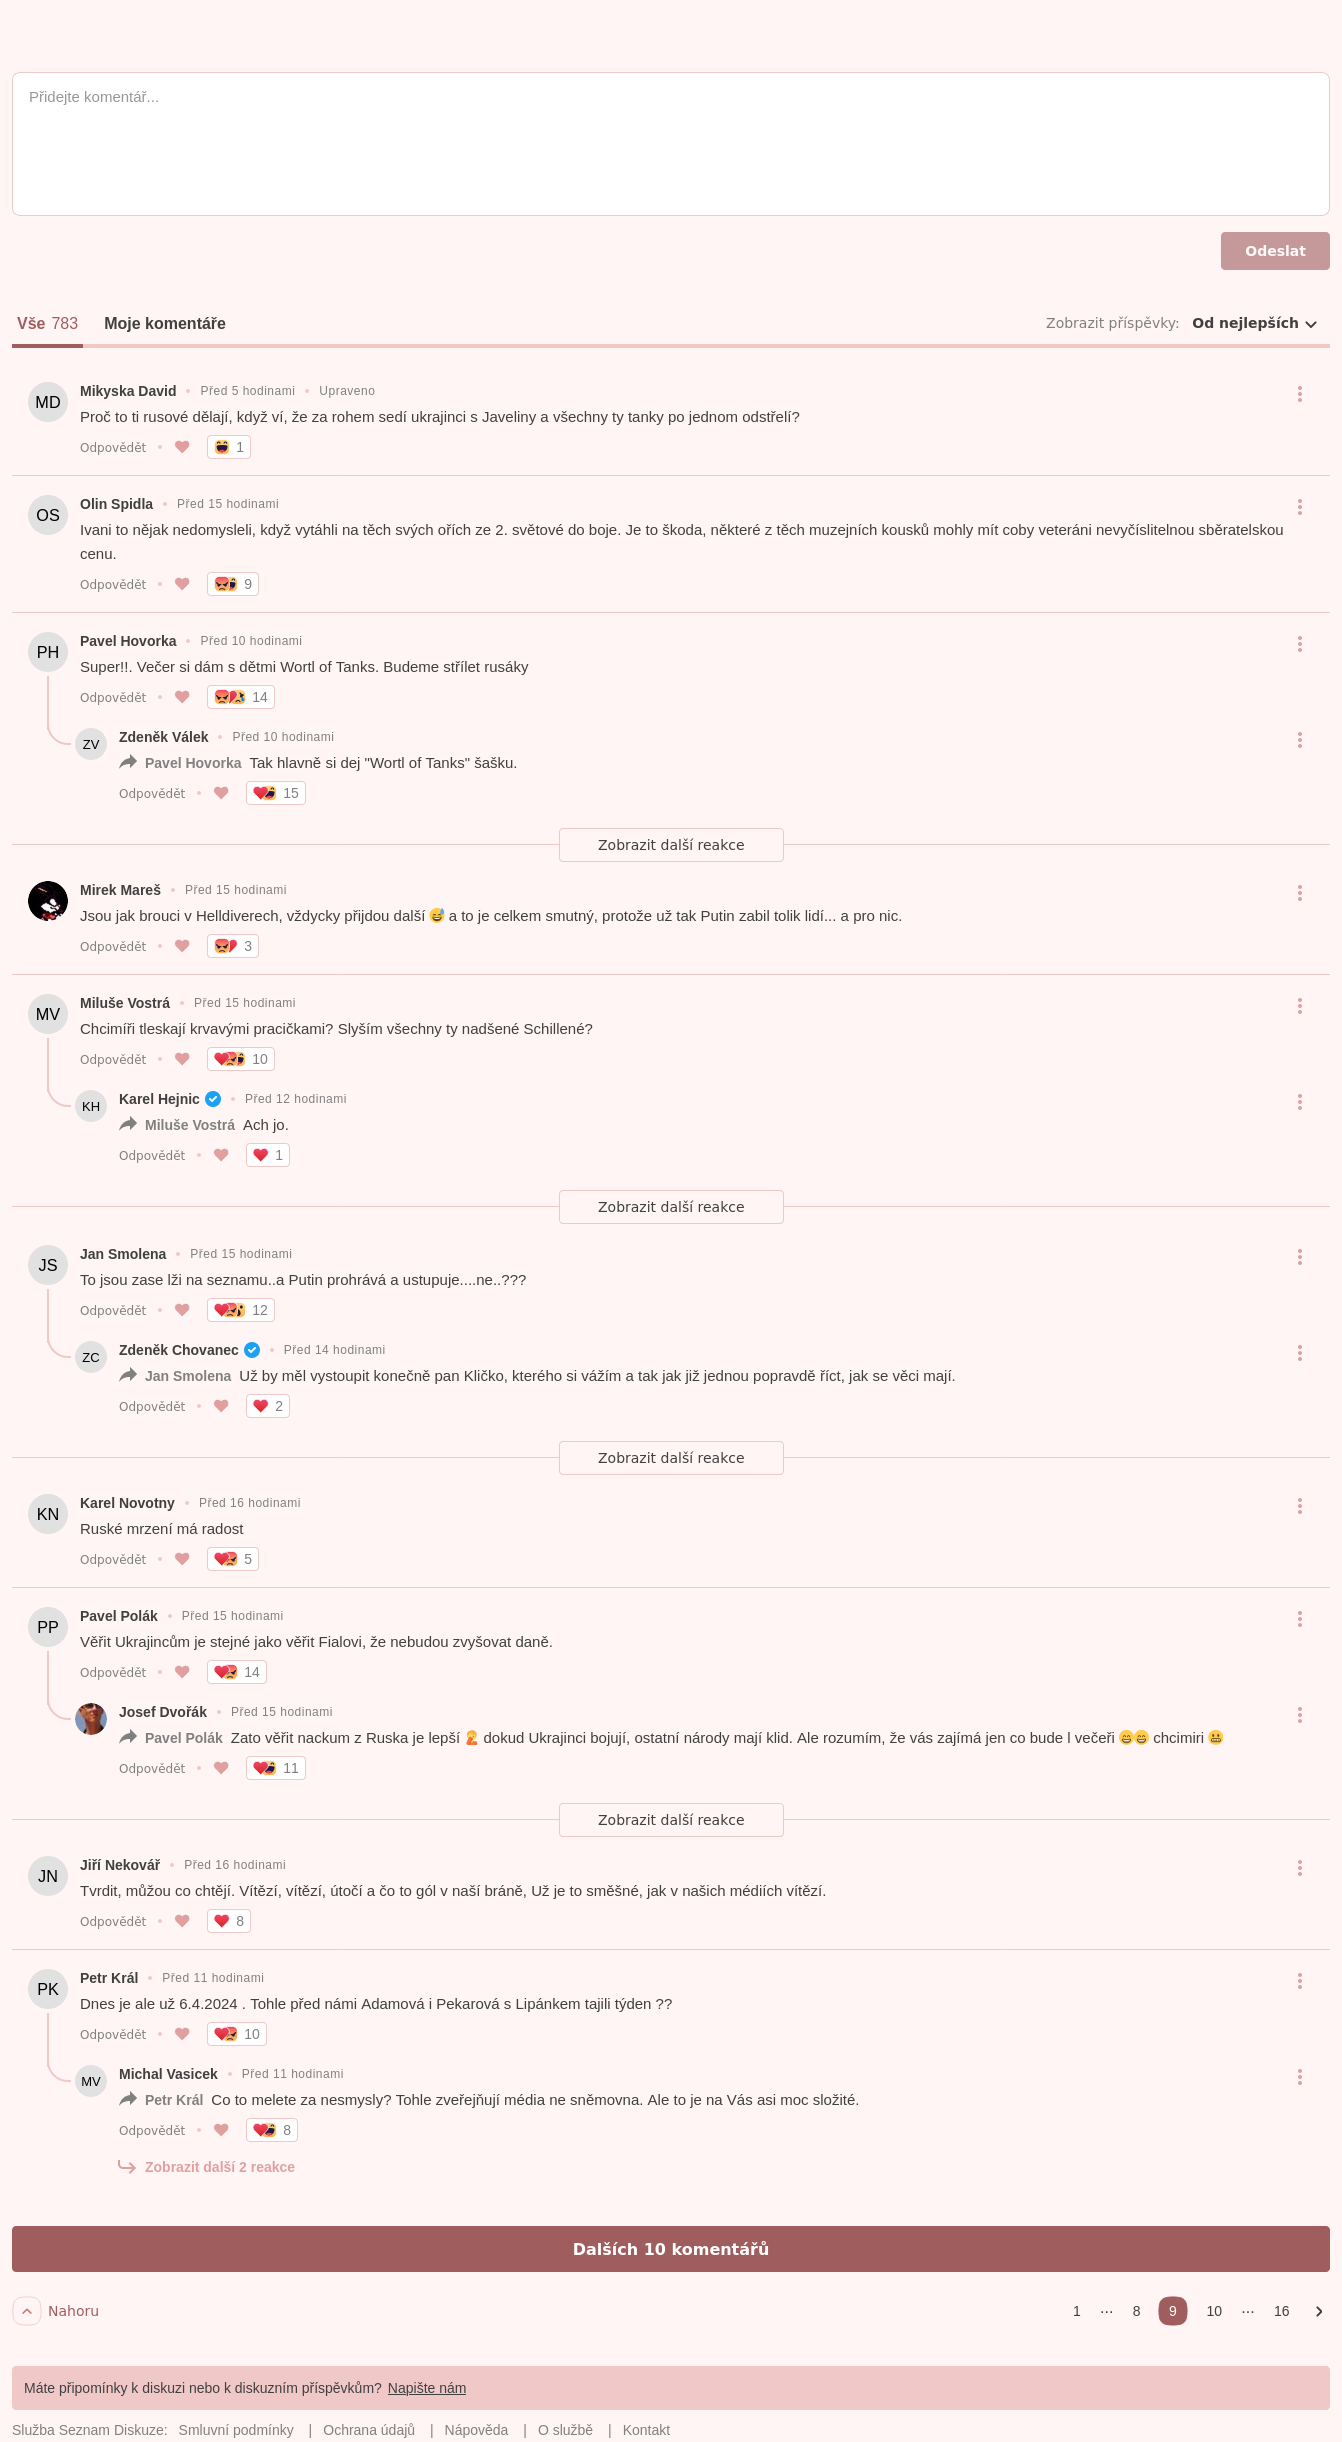 Přidejte komentář...
Odeslat
Vše 783 Moje komentáře Zobrazit příspěvky: Od nejlepších
MD Mikyska David • Před 5 hodinami • Upraveno
Proč to ti rusové dělají, když ví, že za rohem sedí ukrajinci s Javeliny a všechny ty tanky po jednom odstřelí?
Odpovědět • 1
OS Olin Spidla • Před 15 hodinami
Ivani to nějak nedomysleli, když vytáhli na těch svých ořích ze 2. světové do boje. Je to škoda, některé z těch muzejních kousků mohly mít coby veteráni nevyčíslitelnou sběratelskou
cenu.
Odpovědět • 9
PH Pavel Hovorka • Před 10 hodinami
Super!!. Večer si dám s dětmi Wortl of Tanks. Budeme střílet rusáky
Odpovědět • 14
ZV Zdeněk Válek • Před 10 hodinami
Pavel Hovorka Tak hlavně si dej "Wortl of Tanks" šašku.
Odpovědět • 15
Zobrazit další reakce
Mirek Mareš • Před 15 hodinami
Jsou jak brouci v Helldiverech, vždycky přijdou další 😅 a to je celkem smutný, protože už tak Putin zabil tolik lidí... a pro nic.
Odpovědět • 3
MV Miluše Vostrá • Před 15 hodinami
Chcimíři tleskají krvavými pracičkami? Slyším všechny ty nadšené Schillené?
Odpovědět • 10
KH Karel Hejnic • Před 12 hodinami
Miluše Vostrá Ach jo.
Odpovědět • 1
Zobrazit další reakce
JS Jan Smolena • Před 15 hodinami
To jsou zase lži na seznamu..a Putin prohrává a ustupuje....ne..???
Odpovědět • 12
ZC Zdeněk Chovanec • Před 14 hodinami
Jan Smolena Už by měl vystoupit konečně pan Kličko, kterého si vážím a tak jak již jednou popravdě říct, jak se věci mají.
Odpovědět • 2
Zobrazit další reakce
KN Karel Novotny • Před 16 hodinami
Ruské mrzení má radost
Odpovědět • 5
PP Pavel Polák • Před 15 hodinami
Věřit Ukrajincům je stejné jako věřit Fialovi, že nebudou zvyšovat daně.
Odpovědět • 14
Josef Dvořák • Před 15 hodinami
Pavel Polák Zato věřit nackum z Ruska je lepší 🤦 dokud Ukrajinci bojují, ostatní národy mají klid. Ale rozumím, že vás zajímá jen co bude l večeři 😄😄 chcimiri 😬
Odpovědět • 11
Zobrazit další reakce
JN Jiří Nekovář • Před 16 hodinami
Tvrdit, můžou co chtějí. Vítězí, vítězí, útočí a čo to gól v naší bráně, Už je to směšné, jak v našich médiích vítězí.
Odpovědět • 8
PK Petr Král • Před 11 hodinami
Dnes je ale už 6.4.2024 . Tohle před námi Adamová i Pekarová s Lipánkem tajili týden ??
Odpovědět • 10
MV Michal Vasicek • Před 11 hodinami
Petr Král Co to melete za nesmysly? Tohle zveřejňují média ne sněmovna. Ale to je na Vás asi moc složité.
Odpovědět • 8
Zobrazit další 2 reakce
Dalších 10 komentářů
Nahoru 1 ··· 8 9 10 ··· 16
Máte připomínky k diskuzi nebo k diskuzním příspěvkům? Napište nám
Služba Seznam Diskuze: Smluvní podmínky | Ochrana údajů | Nápověda | O službě | Kontakt